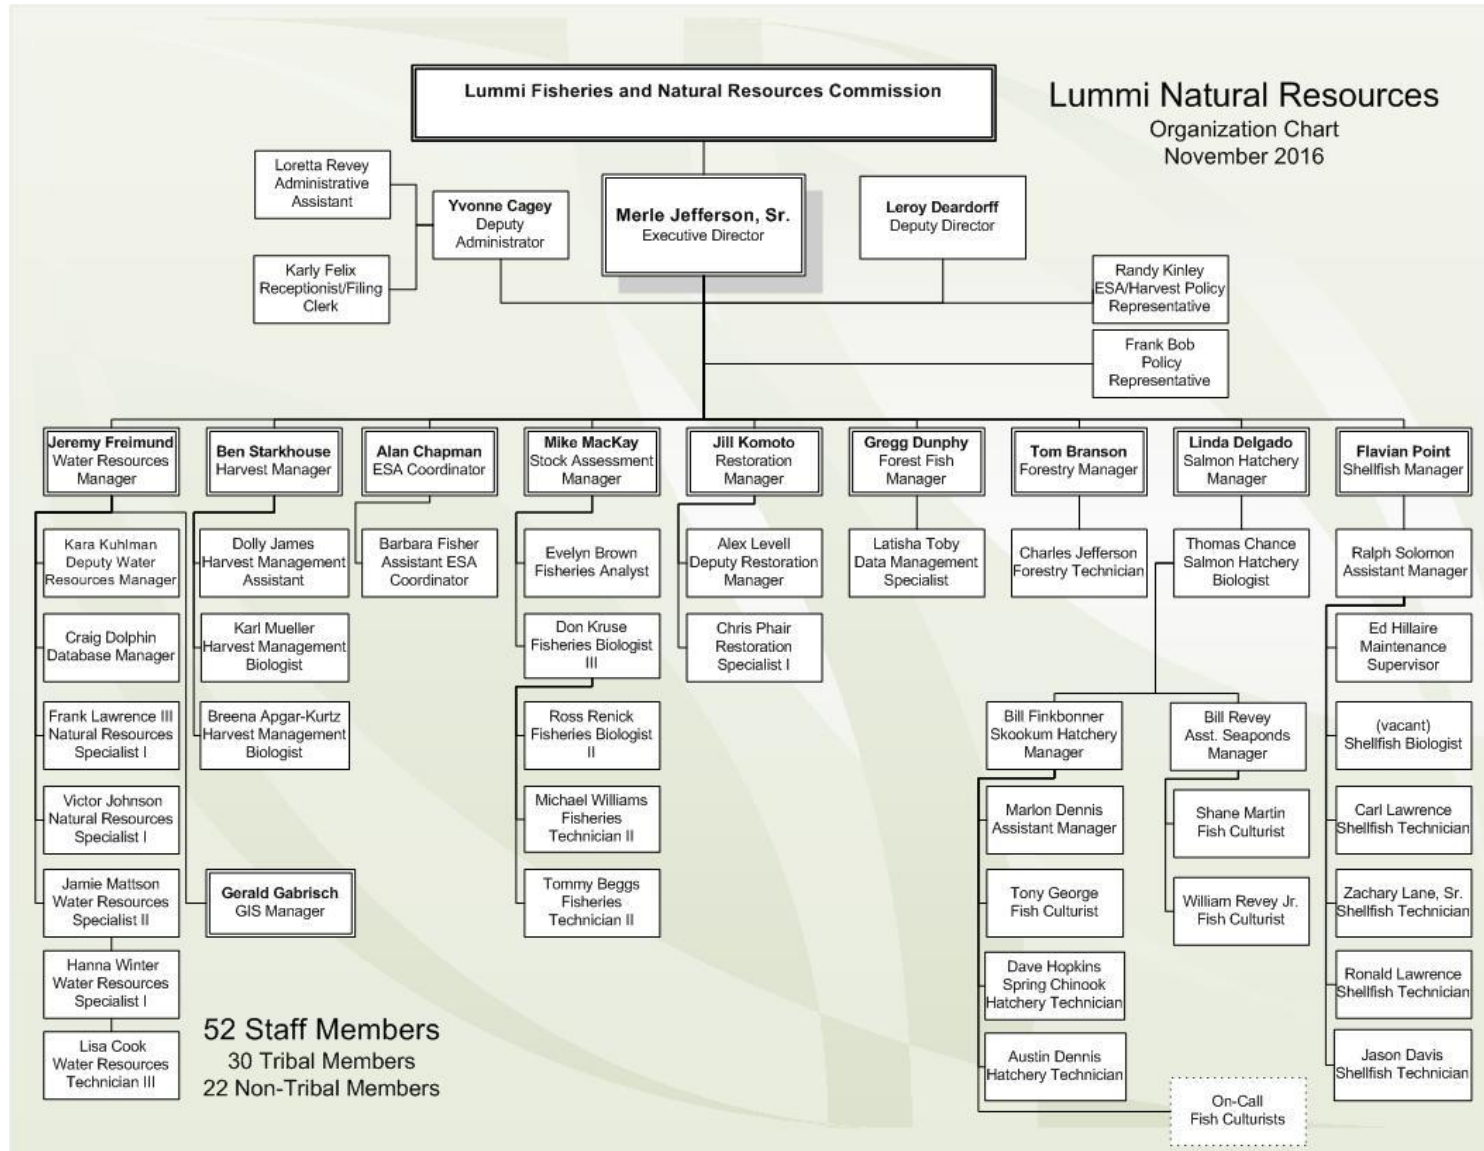 Lummi Fisheries and Natural Resources Commission
Lummi Natural Resources
Organization Chart
November 2016
Loretta Revey
Administrative
Assistant
Yvonne Cagey
Deputy
Administrator
Merle Jefferson, Sr.
Executive Director
Leroy Deardorff
Deputy Director
Karly Felix
Receptionist/Filing
Clerk
Randy Kinley
ESA/Harvest Policy
Representative
Frank Bob
Policy
Representative
Jeremy Freimund
Water Resources
Manager
Ben Starkhouse
Harvest Manager
Alan Chapman
ESA Coordinator
Mike MacKay
Stock Assessment
Manager
Jill Komoto
Restoration
Manager
Gregg Dunphy
Forest Fish
Manager
Tom Branson
Forestry Manager
Linda Delgado
Salmon Hatchery
Manager
Flavian Point
Shellfish Manager
Kara Kuhlman
Deputy Water
Resources Manager
Dolly James
Harvest Management
Assistant
Barbara Fisher
Assistant ESA
Coordinator
Evelyn Brown
Fisheries Analyst
Alex Levell
Deputy Restoration
Manager
Latisha Toby
Data Management
Specialist
Charles Jefferson
Forestry Technician
Thomas Chance
Salmon Hatchery
Biologist
Ralph Solomon
Assistant Manager
Craig Dolphin
Database Manager
Karl Mueller
Harvest Management
Biologist
Don Kruse
Fisheries Biologist
III
Chris Phair
Restoration
Specialist I
Ed Hillaire
Maintenance
Supervisor
Frank Lawrence III
Natural Resources
Specialist I
Breena Apgar-Kurtz
Harvest Management
Biologist
Ross Renick
Fisheries Biologist
II
Bill Finkbonner
Skookum Hatchery
Manager
Bill Revey
Asst. Seaponds
Manager
(vacant)
Shellfish Biologist
Victor Johnson
Natural Resources
Specialist I
Michael Williams
Fisheries
Technician II
Marlon Dennis
Assistant Manager
Shane Martin
Fish Culturist
Carl Lawrence
Shellfish Technician
Jamie Mattson
Water Resources
Specialist II
Gerald Gabrisch
GIS Manager
Tommy Beggs
Fisheries
Technician II
Tony George
Fish Culturist
William Revey Jr.
Fish Culturist
Zachary Lane, Sr.
Shellfish Technician
Hanna Winter
Water Resources
Specialist I
Dave Hopkins
Spring Chinook
Hatchery Technician
Ronald Lawrence
Shellfish Technician
52 Staff Members
30 Tribal Members
22 Non-Tribal Members
Lisa Cook
Water Resources
Technician III
Austin Dennis
Hatchery Technician
Jason Davis
Shellfish Technician
On-Call
Fish Culturists